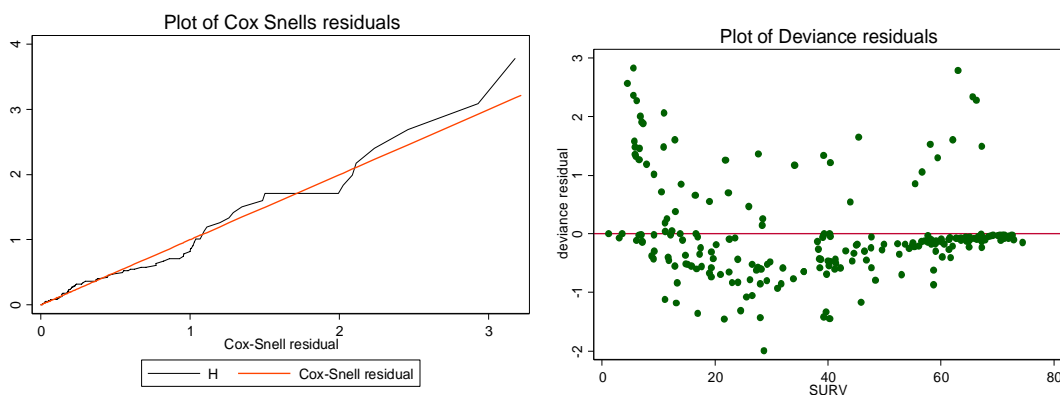 Plot of Cox Snells residuals
4
3
2
1
0
0 1 2 3
Cox-Snell residual
H Cox-Snell residual
Plot of Deviance residuals
deviance residual
3
2
1
0
-1
-2
0 20 40 60 80
SURV